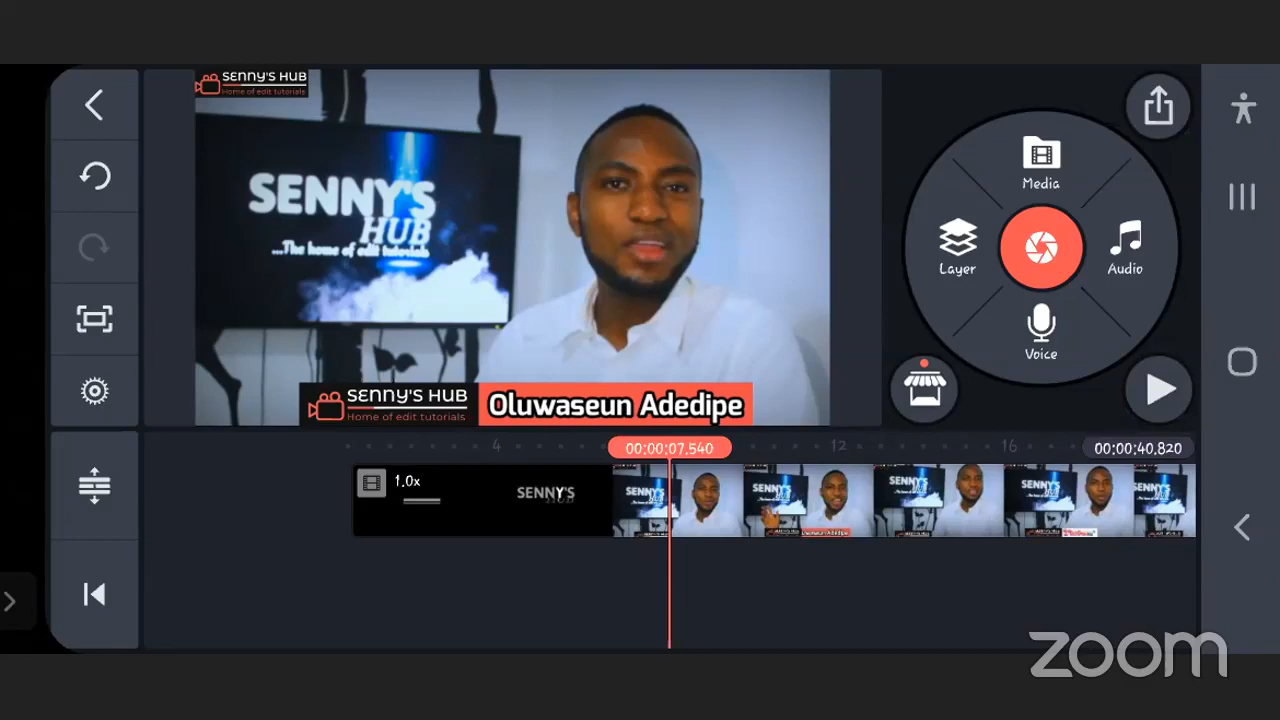 SENNY'S HUB
Home of edit tutorials
SENNY'S
HUB
...The home of edit tutorials
SENNY'S HUB
Home of edit tutorials
Oluwaseun Adedipe
Media
Layer
Audio
Voice
4
00:00:07.540
12
16
00:00:40.820
1.0x
SENNY'S
HUB
zoom